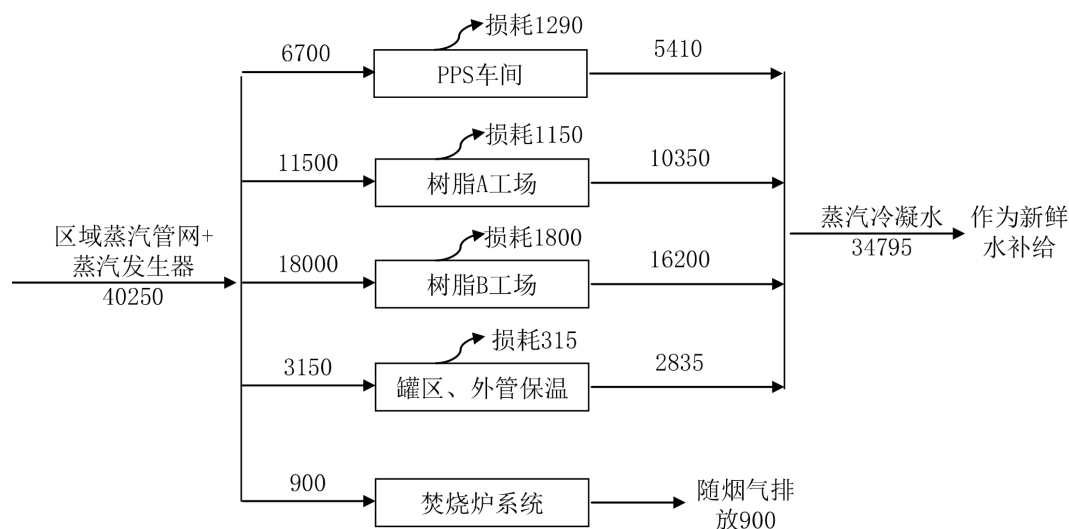 损耗1290
6700
PPS车间
5410
损耗1150
11500
树脂A工场
10350
区域蒸汽管网+
蒸汽发生器
40250
损耗1800
18000
树脂B工场
16200
蒸汽冷凝水
34795
作为新鲜
水补给
损耗315
3150
罐区、外管保温
2835
900
焚烧炉系统
随烟气排
放900